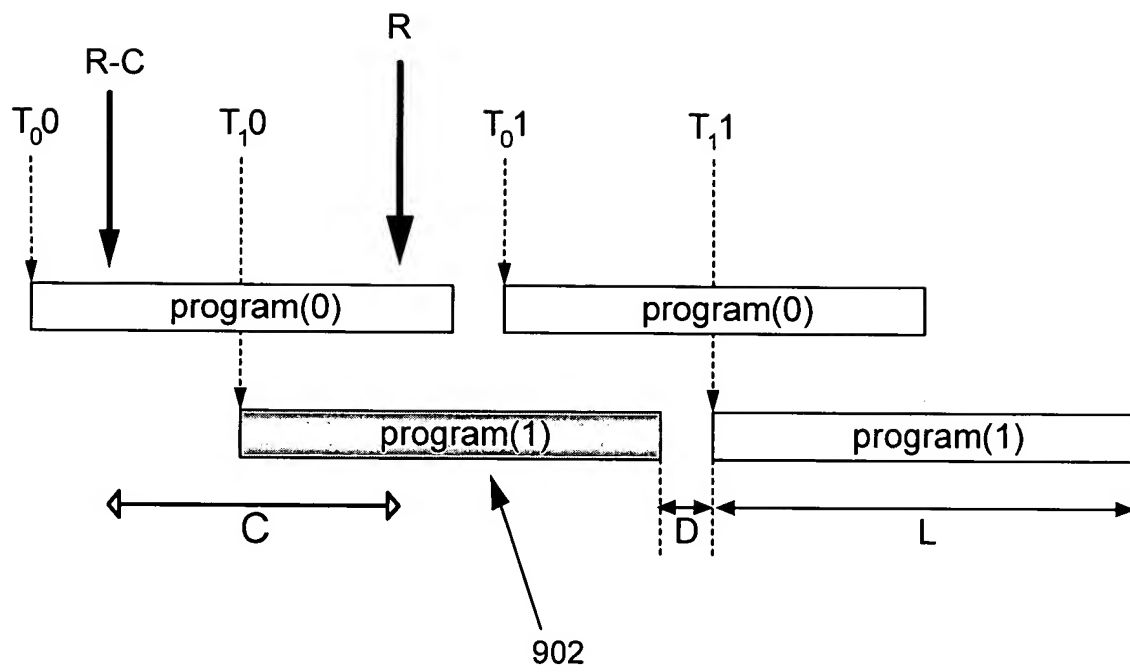 R
R-C
T₀0
T₁0
T₀1
T₁1
program(0)
program(0)
program(1)
program(1)
C
D
L
902